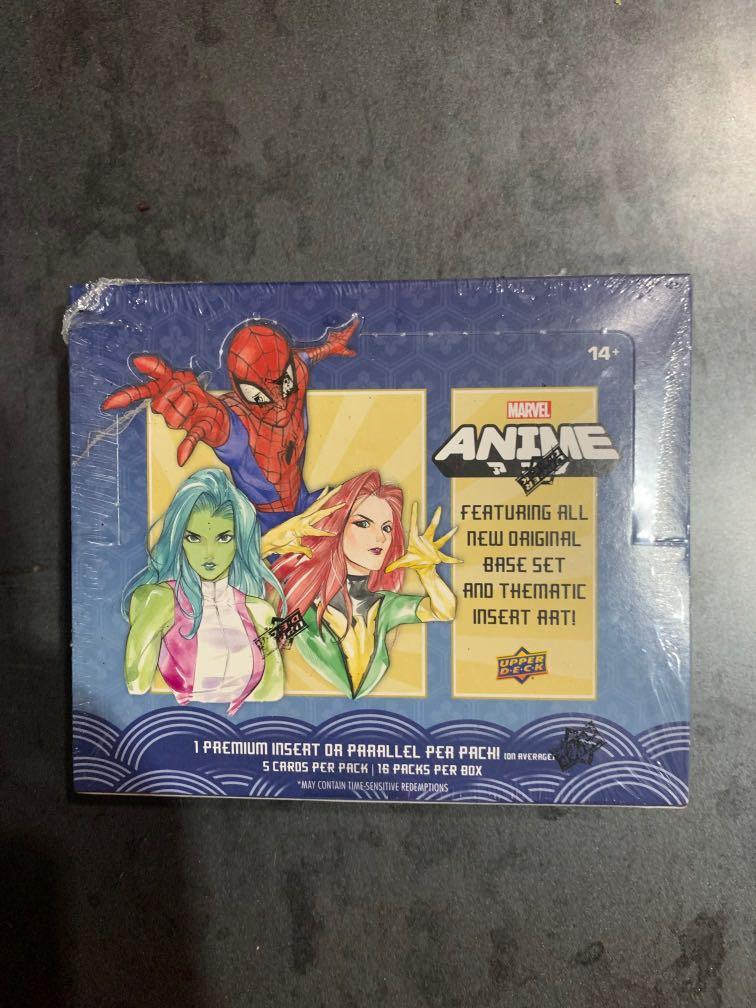 14+
MARVEL
ANIME
FEATURING ALL
NEW ORIGINAL
BASE SET
AND THEMATIC
INSERT ART!
UPPER
D·E·C·K
1 PREMIUM INSERT OR PARALLEL PER PACK! (ON AVERAGE)
5 CARDS PER PACK | 16 PACKS PER BOX
*MAY CONTAIN TIME-SENSITIVE REDEMPTIONS